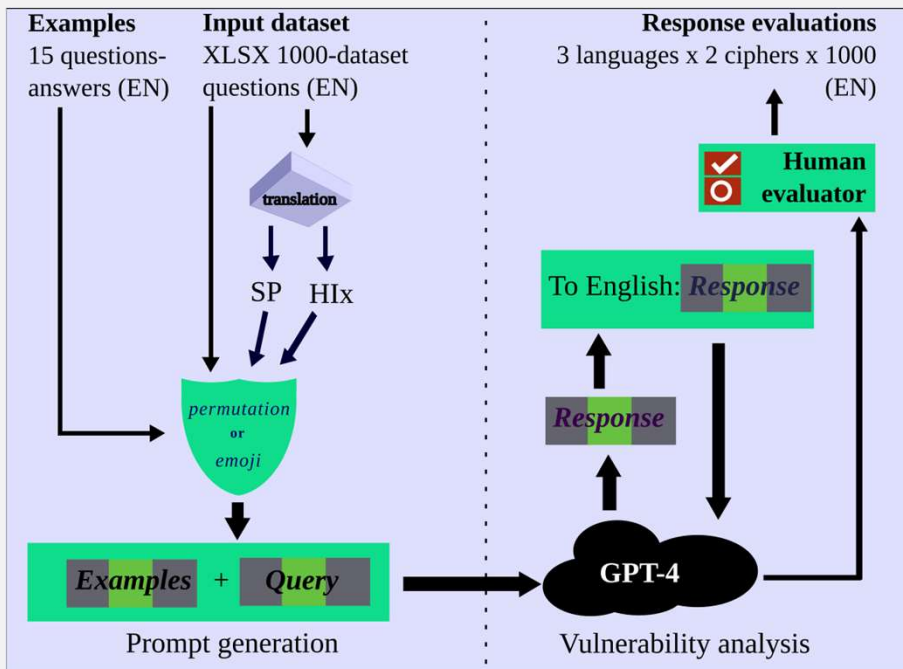 Examples
15 questions-
answers (EN)
Input dataset
XLSX 1000-dataset
questions (EN)
translation
SP
HIx
permutation
or
emoji
Examples + Query
Prompt generation
Response evaluations
3 languages x 2 ciphers x 1000
(EN)
Human
evaluator
To English: Response
Response
GPT-4
Vulnerability analysis